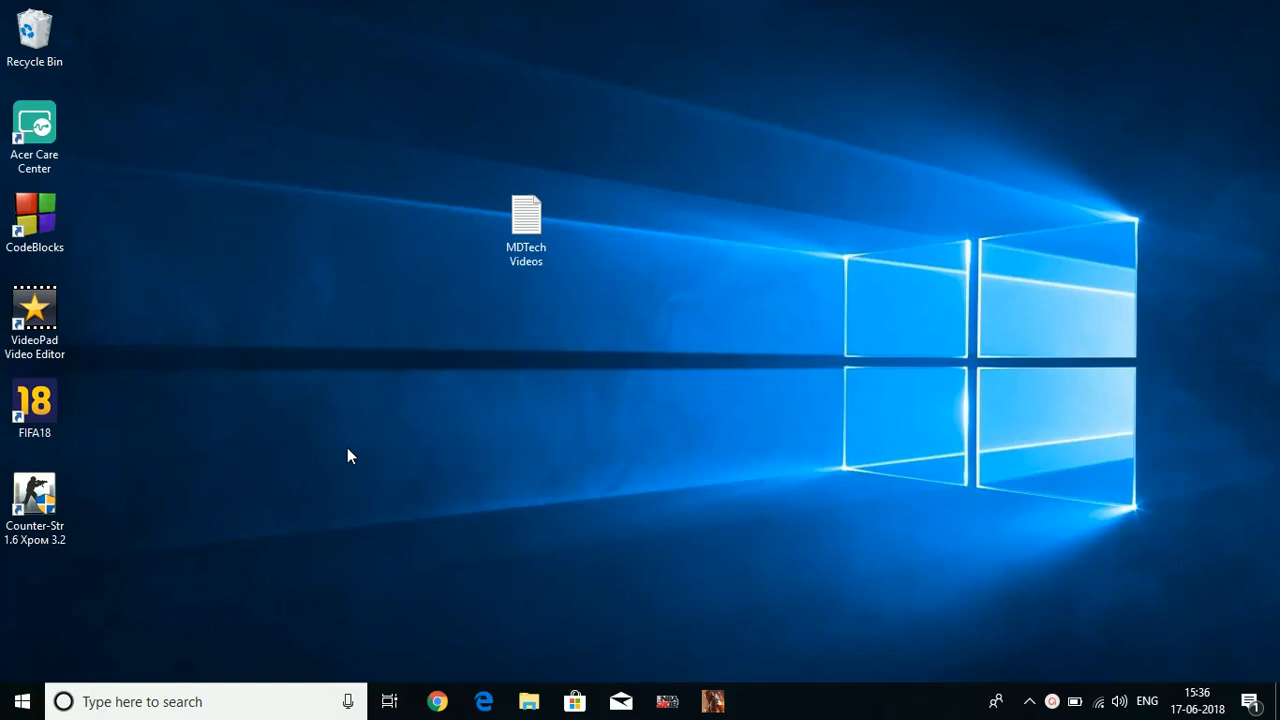 Recycle Bin
Acer Care
Center
CodeBlocks
VideoPad
Video Editor
18
FIFA18
Counter-Str
1.6 Хром 3.2
MDTech
Videos
Type here to search
ENG
15:36
17-06-2018
1